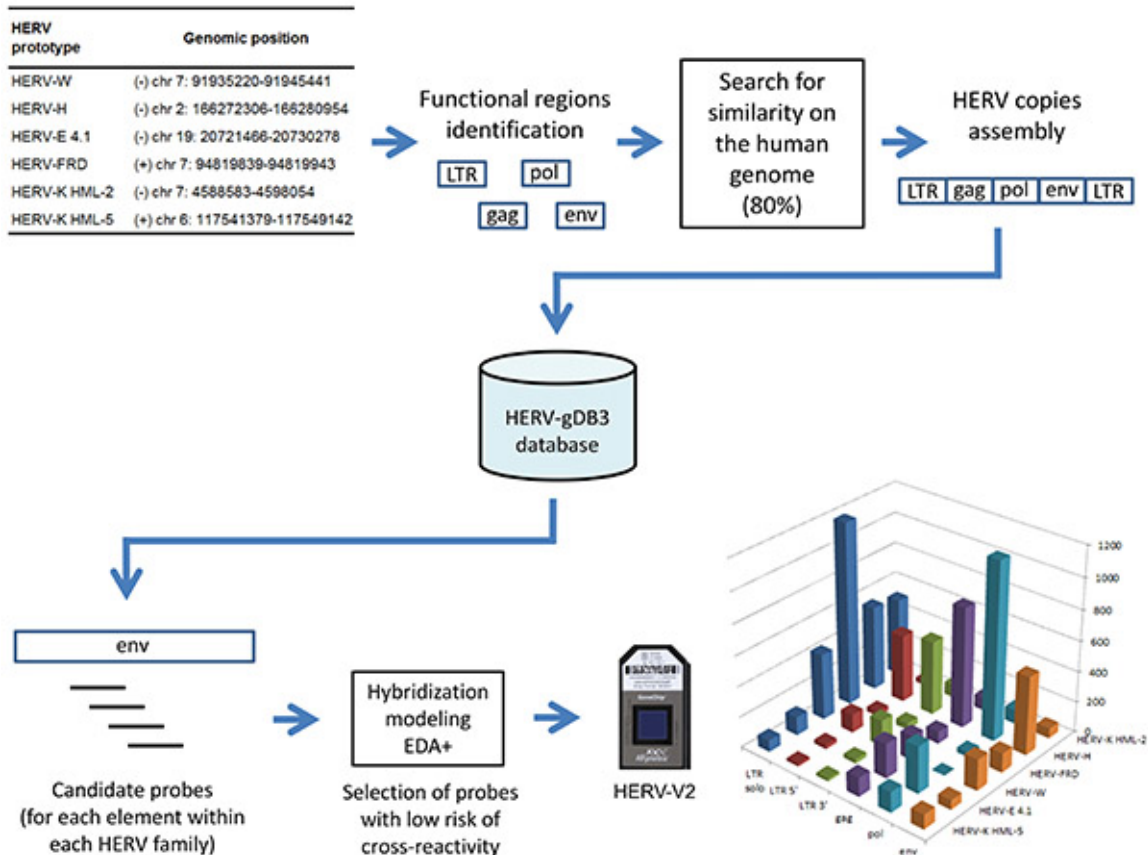 HERV prototype Genomic position
HERV-W (-) chr 7: 91935220-91945441
HERV-H (-) chr 2: 166272306-166280954
HERV-E 4.1 (-) chr 19: 20721466-20730278
HERV-FRD (+) chr 7: 94819839-94819943
HERV-K HML-2 (-) chr 7: 4588583-4598054
HERV-K HML-5 (+) chr 6: 117541379-117549142
Functional regions
identification
LTR pol
gag env
Search for
similarity on
the human
genome
(80%)
HERV copies
assembly
LTR gag pol env LTR
HERV-gDB3
database
env
Candidate probes
(for each element within
each HERV family)
Hybridization
modeling
EDA+
Selection of probes
with low risk of
cross-reactivity
HERV-V2
1200
1000
800
600
400
200
0
LTR
solo
LTR 5'
LTR 3'
gag
pol
env
HERV-K HML-2
HERV-H
HERV-FRD
HERV-W
HERV-E 4.1
HERV-K HML-5